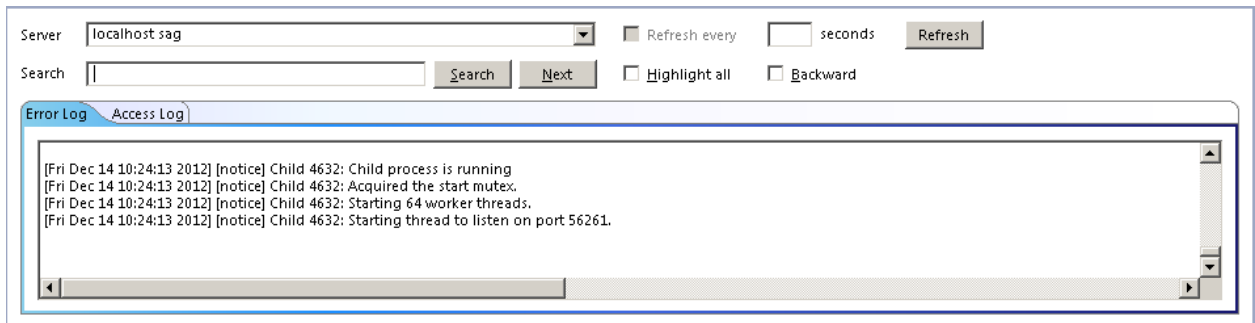 Server localhost sag Refresh every seconds Refresh
Search Search Next Highlight all Backward
Error Log Access Log
[Fri Dec 14 10:24:13 2012] [notice] Child 4632: Child process is running
[Fri Dec 14 10:24:13 2012] [notice] Child 4632: Acquired the start mutex.
[Fri Dec 14 10:24:13 2012] [notice] Child 4632: Starting 64 worker threads.
[Fri Dec 14 10:24:13 2012] [notice] Child 4632: Starting thread to listen on port 56261.